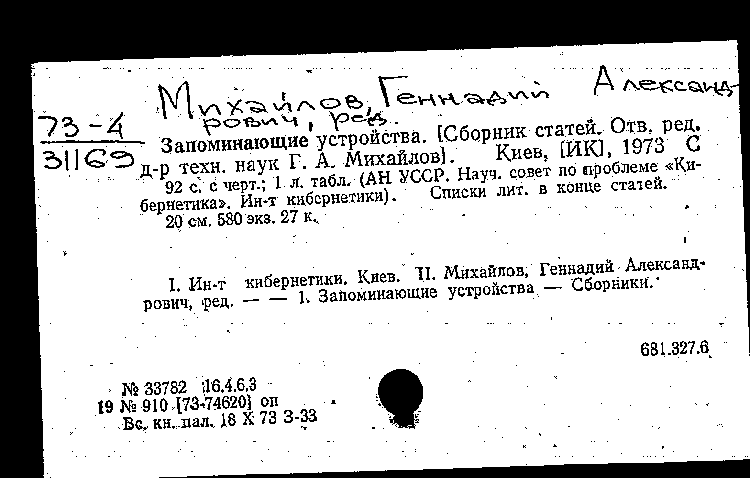 Михайлов, Геннадий Александ-
рович, ред.
73-4
31169
Запоминающие устройства. [Сборник статей. Отв. ред.
д-р техн. наук Г. А. Михайлов]. Киев, [ИК], 1973 С
92 с. с черт.; 1 л. табл. (АН УССР. Науч. совет по проблеме «Ки-
бернетика». Ин-т кибернетики). Списки лит. в конце статей.
20 см. 580 экз. 27 к.
I. Ин-т кибернетики. Киев. II. Михайлов, Геннадий Александ-
рович, ред. — — 1. Запоминающие устройства — Сборники.
681.327.6
№ 33782 16.4.6.3
19 № 910 [73-74620] оп
Вс. кн. пал. 18 X 73 З-33